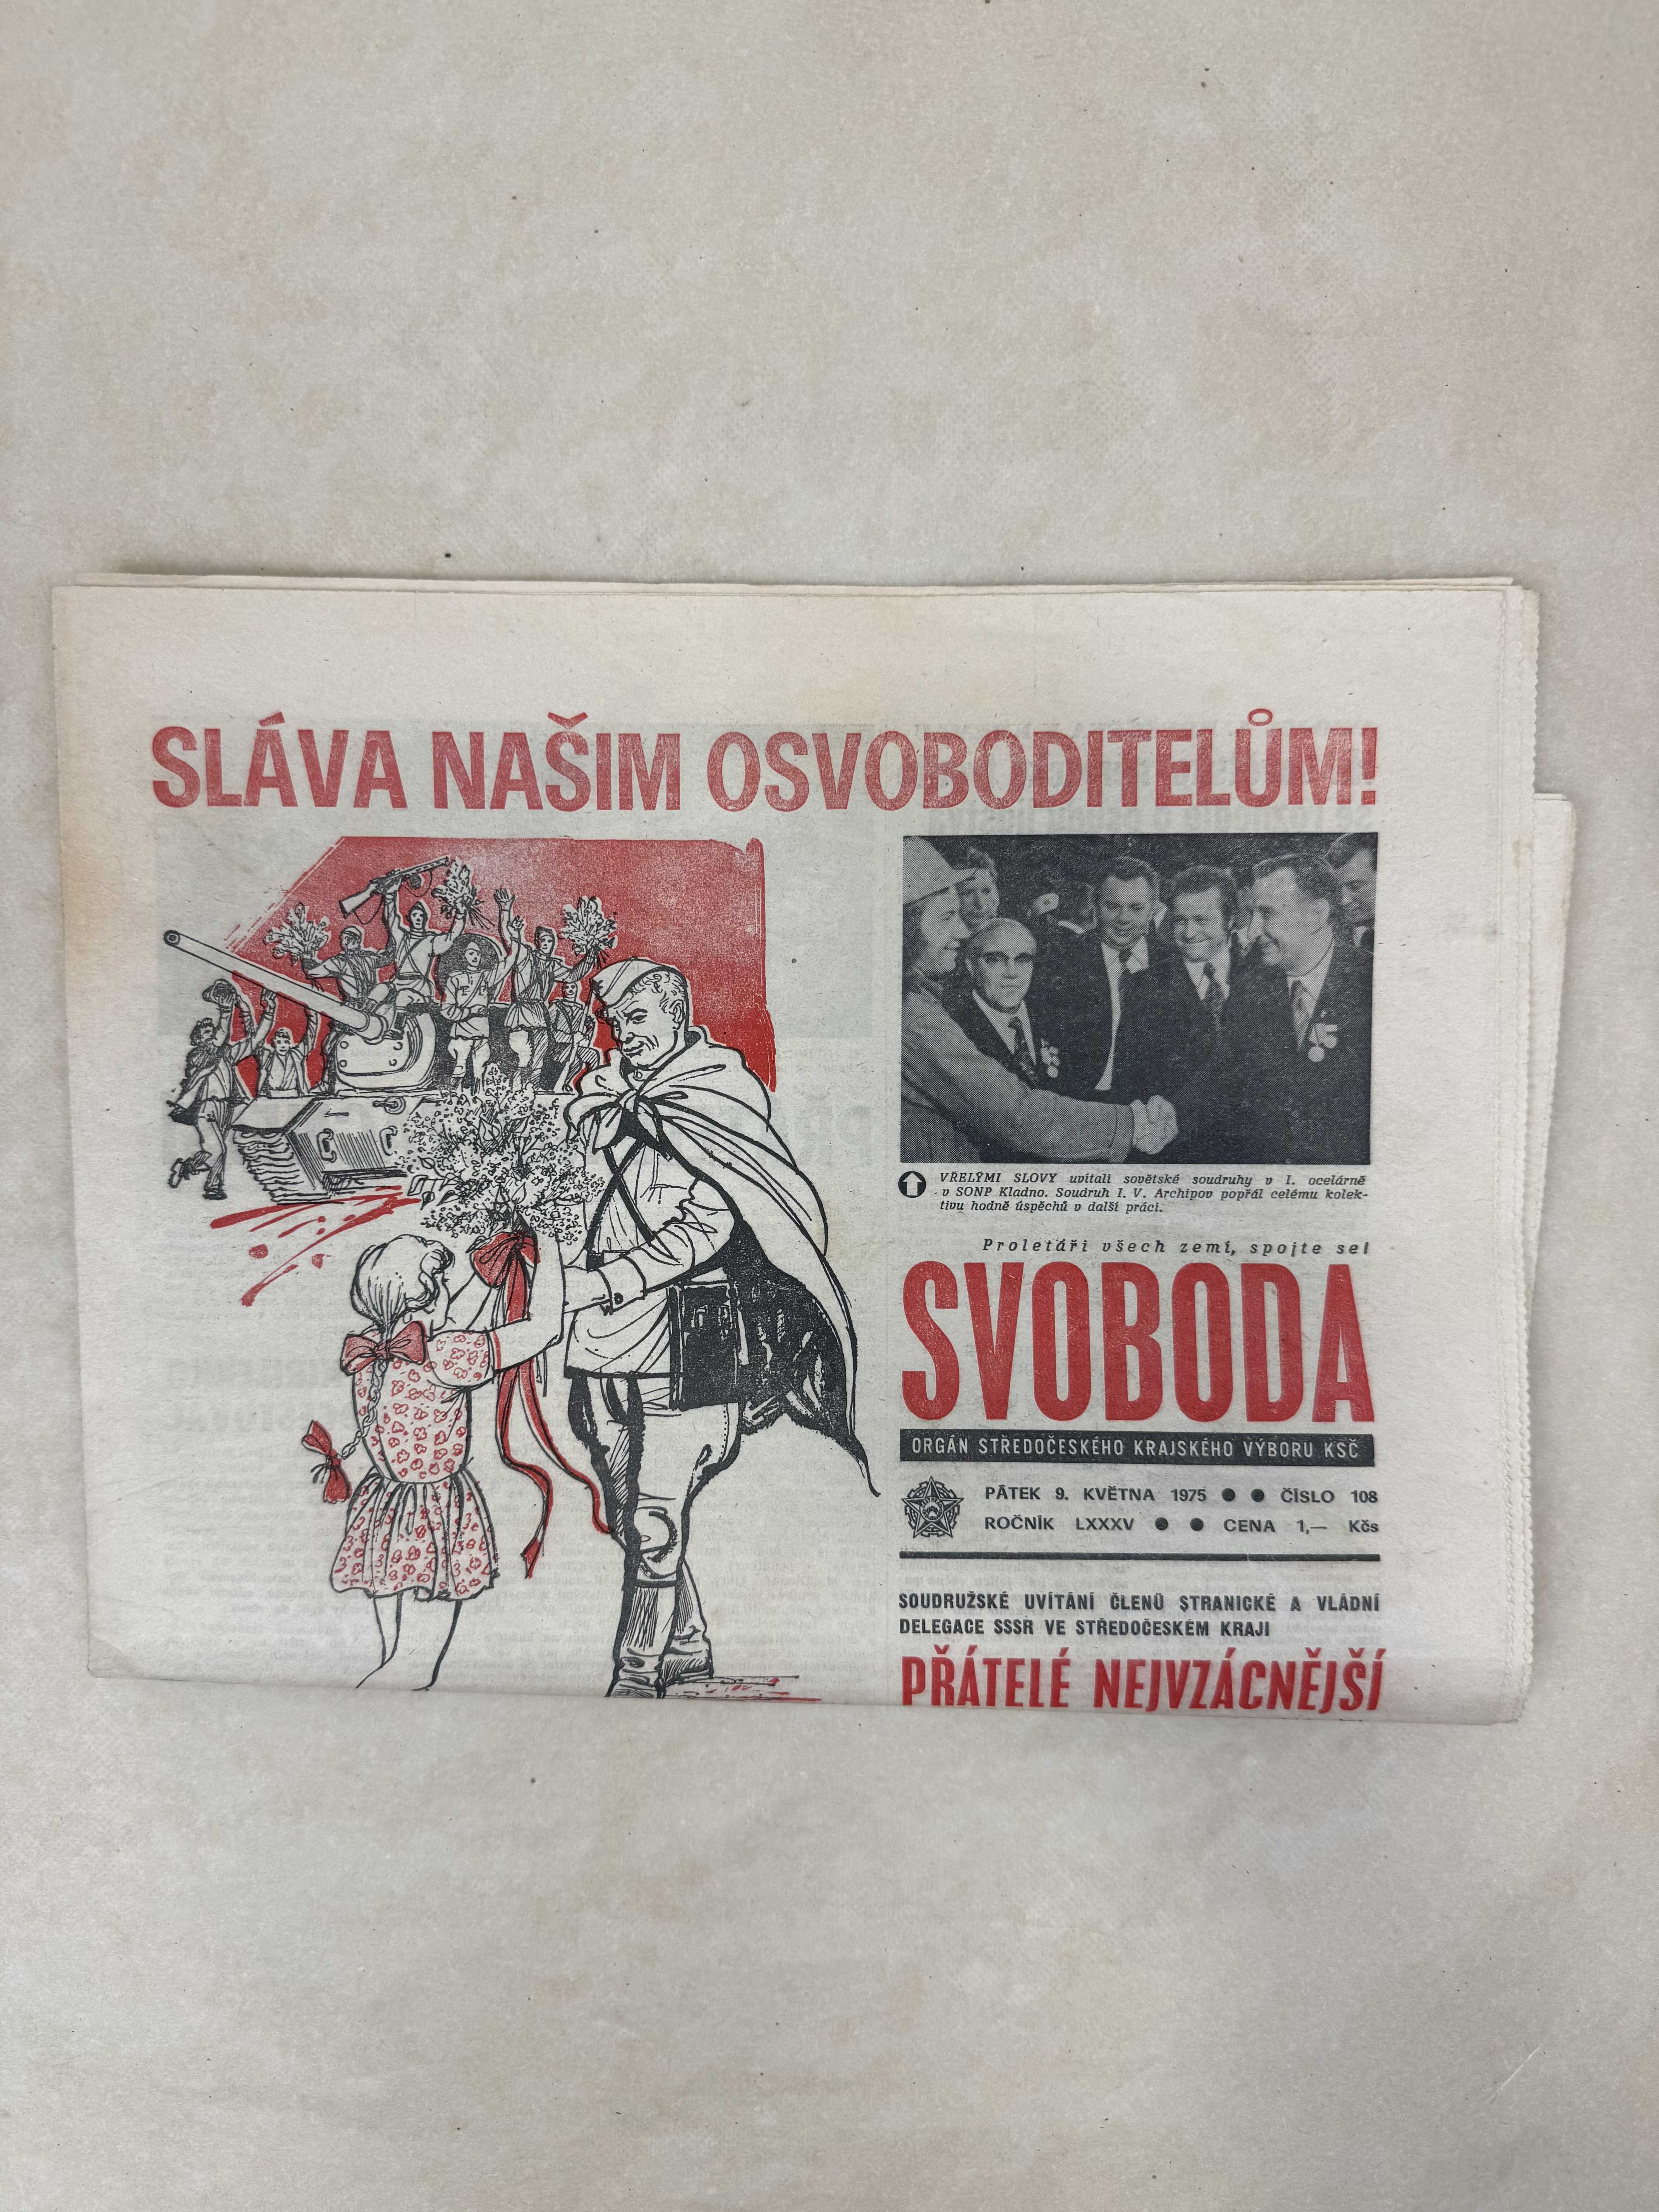 SLÁVA NAŠIM OSVOBODITELŮM!
VŘELÝMI SLOVY uvítali sovětské soudruhy v I. ocelárně
v SONP Kladno. Soudruh I. V. Archipov popřál celému kolek-
tivu hodně úspěchů v další práci.
Proletáři všech zemí, spojte se!
SVOBODA
ORGÁN STŘEDOČESKÉHO KRAJSKÉHO VÝBORU KSČ
PÁTEK 9. KVĚTNA 1975 ● ● ČÍSLO 108
ROČNÍK LXXXV ● ● CENA 1,— Kčs
SOUDRUŽSKÉ UVÍTÁNÍ ČLENŮ STRANICKÉ A VLÁDNÍ
DELEGACE SSSR VE STŘEDOČESKÉM KRAJI
PŘÁTELÉ NEJVZÁCNĚJŠÍ